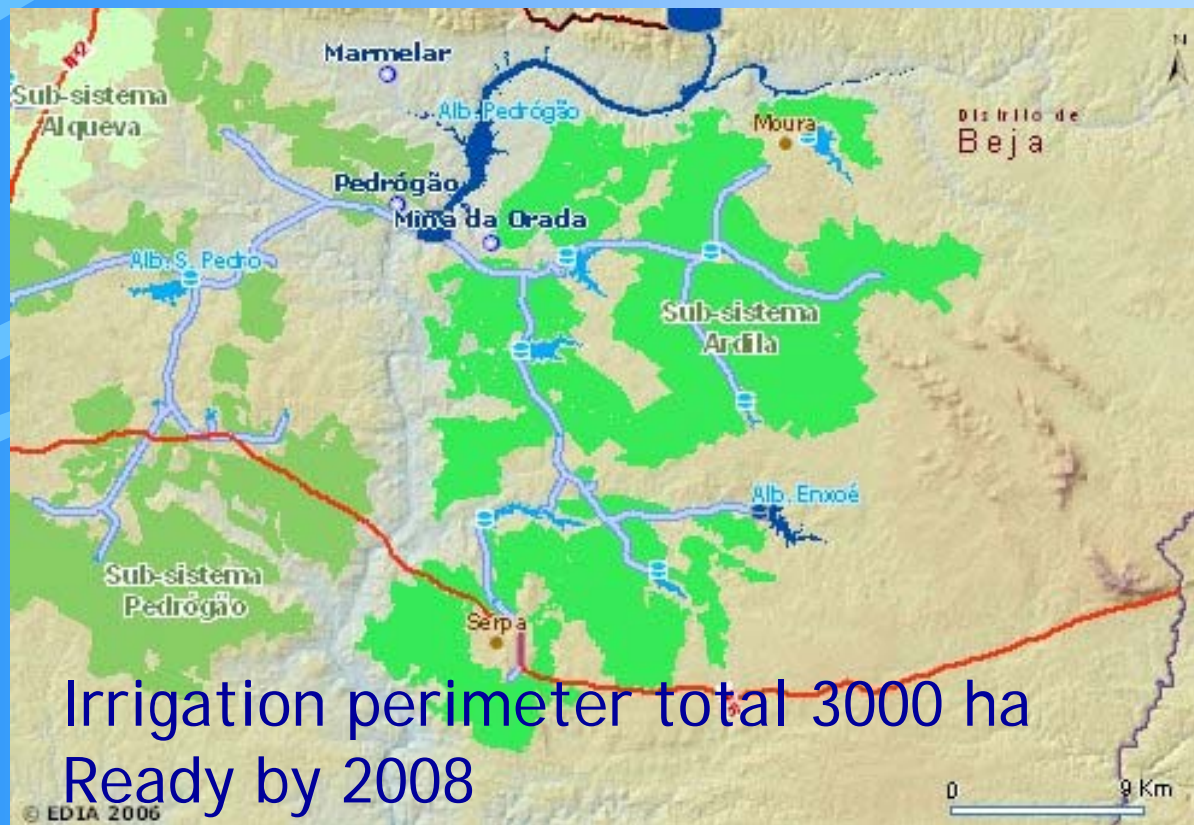 Marmelar
N
IP2
Sub-sistema
Alqueva
Alb. Pedrógão
Moura
Distrito de
Beja
Pedrógão
Mina da Orada
Alb. S. Pedro
Sub-sistema
Ardila
Alb. Enxoé
Sub-sistema
Pedrógão
Serpa
Irrigation perimeter total 3000 ha
Ready by 2008
0 9 Km
© EDIA 2006